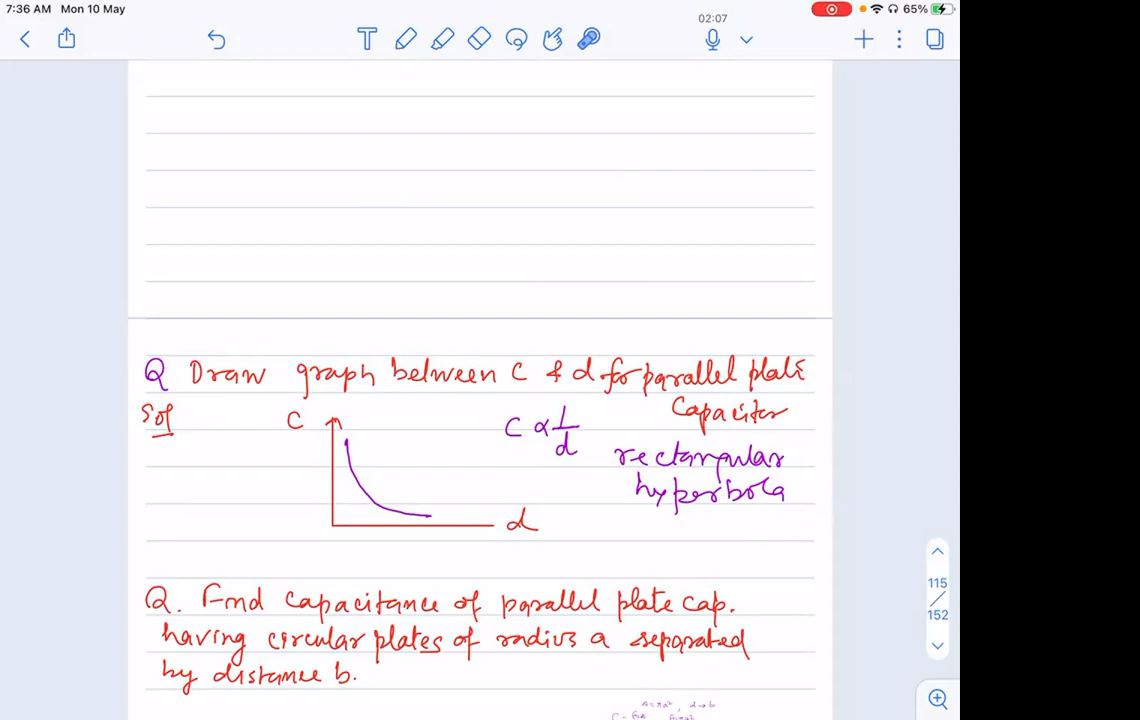 7:36 AM Mon 10 May
65%
02:07
T
Q Draw graph between C & d for parallel plate
Capacitor
Sol
C
C ∝ 1/d
rectangular
hyperbola
d
115
/
152
Q. Find capacitance of parallel plate cap.
having circular plates of radius a separated
by distance b.
A=πa², d→b